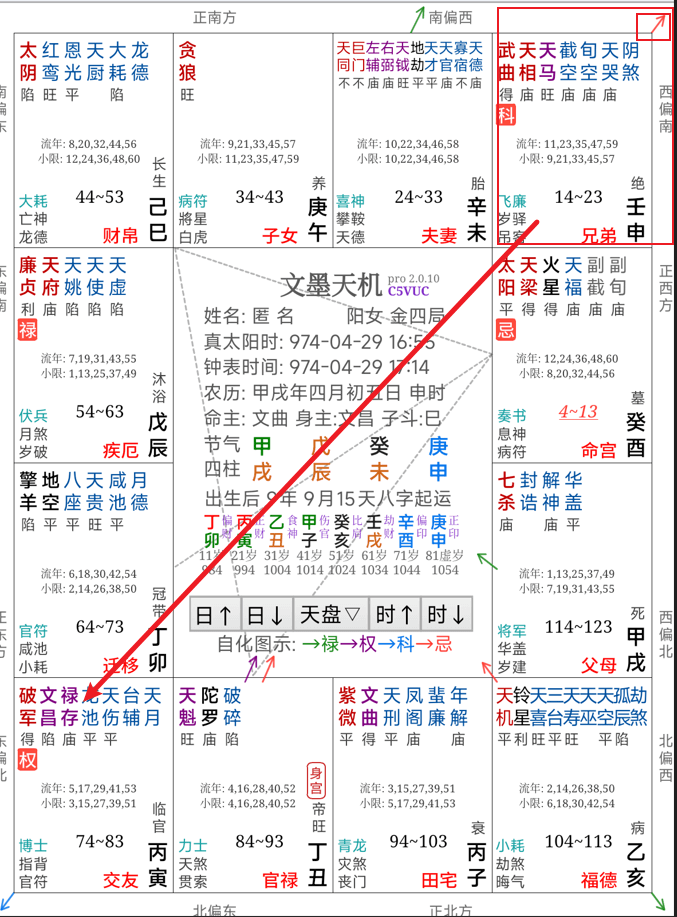 正南方
南偏西
太巨恩天大龙
阴鸾光厨耗德
陷旺平 陷
流年: 8,20,32,44,56
小限: 12,24,36,48,60
长生
大耗
亡神
龙德
44~53
财帛
己巳
贪
狼
旺
流年: 9,21,33,45,57
小限: 11,23,35,47,59
养
病符
將星
白虎
34~43
子女
庚午
天巨左右天地天天寡天
同门辅弼钺劫才官宿德
不不庙庙旺平平庙不庙
流年: 10,22,34,46,58
小限: 10,22,34,46,58
胎
喜神
攀鞍
天德
24~33
夫妻
辛未
武天天截旬天阴
曲相马空空哭煞
得庙旺庙庙庙
科
流年: 11,23,35,47,59
小限: 9,21,33,45,57
绝
飞廉
岁驿
吊客
14~23
兄弟
壬申
西偏南
廉天天天天
贞府姚使虚
利庙陷陷陷
禄
流年: 7,19,31,43,55
小限: 1,13,25,37,49
沐浴
伏兵
月煞
岁破
54~63
疾厄
戊辰
文墨天机 pro 2.0.10
C5VUC
姓名: 匿 名 阳女 金四局
真太阳时: 974-04-29 16:55
钟表时间: 974-04-29 17:14
农历: 甲戌年四月初五日 申时
命主: 文曲 身主:文昌 子斗:巳
节气 甲 戊 癸 庚
四柱 戌 辰 未 申
出生后 9年 9月15天八字起运
丁丙乙甲癸壬辛庚
卯寅丑子亥戌酉申
偏财 正财 食神 伤官 比肩 劫财 偏印 正印
11岁 21岁 31岁 41岁 51岁 61岁 71岁 81虚岁
984 994 1004 1014 1024 1034 1044 1054
日↑ 日↓ 天盘▽ 时↑ 时↓
自化图示: →禄→权→科→忌
太天火天副副
阳梁星福截旬
平得得庙庙庙
忌
流年: 12,24,36,48,60
小限: 8,20,32,44,56
墓
奏书
息神
病符
4~13
命宫
癸酉
正西方
擎地八天咸月
羊空座贵池德
陷平平旺平
流年: 6,18,30,42,54
小限: 2,14,26,38,50
冠带
官符
咸池
小耗
64~73
迁移
丁卯
七封解华
杀诰神盖
庙 庙平
流年: 1,13,25,37,49
小限: 7,19,31,43,55
死
将军
华盖
岁建
114~123
父母
甲戌
西偏北
破文禄龙天台天
军昌存池伤辅月
得陷庙平平
权
流年: 5,17,29,41,53
小限: 3,15,27,39,51
临官
博士
指背
官符
74~83
交友
丙寅
天陀破
魁罗碎
旺庙陷
流年: 4,16,28,40,52
小限: 4,16,28,40,52
身宫
帝旺
力士
天煞
贯索
84~93
官禄
丁丑
紫文天凤蜚年
微曲刑阁廉解
平得平庙 庙
流年: 3,15,27,39,51
小限: 5,17,29,41,53
衰
青龙
灾煞
丧门
94~103
田宅
丙子
天铃天三天天天孤劫
机星喜台寿巫空辰煞
平利旺平旺 平陷
流年: 2,14,26,38,50
小限: 6,18,30,42,54
病
小耗
劫煞
晦气
104~113
福德
乙亥
北偏西
北偏东
正北方